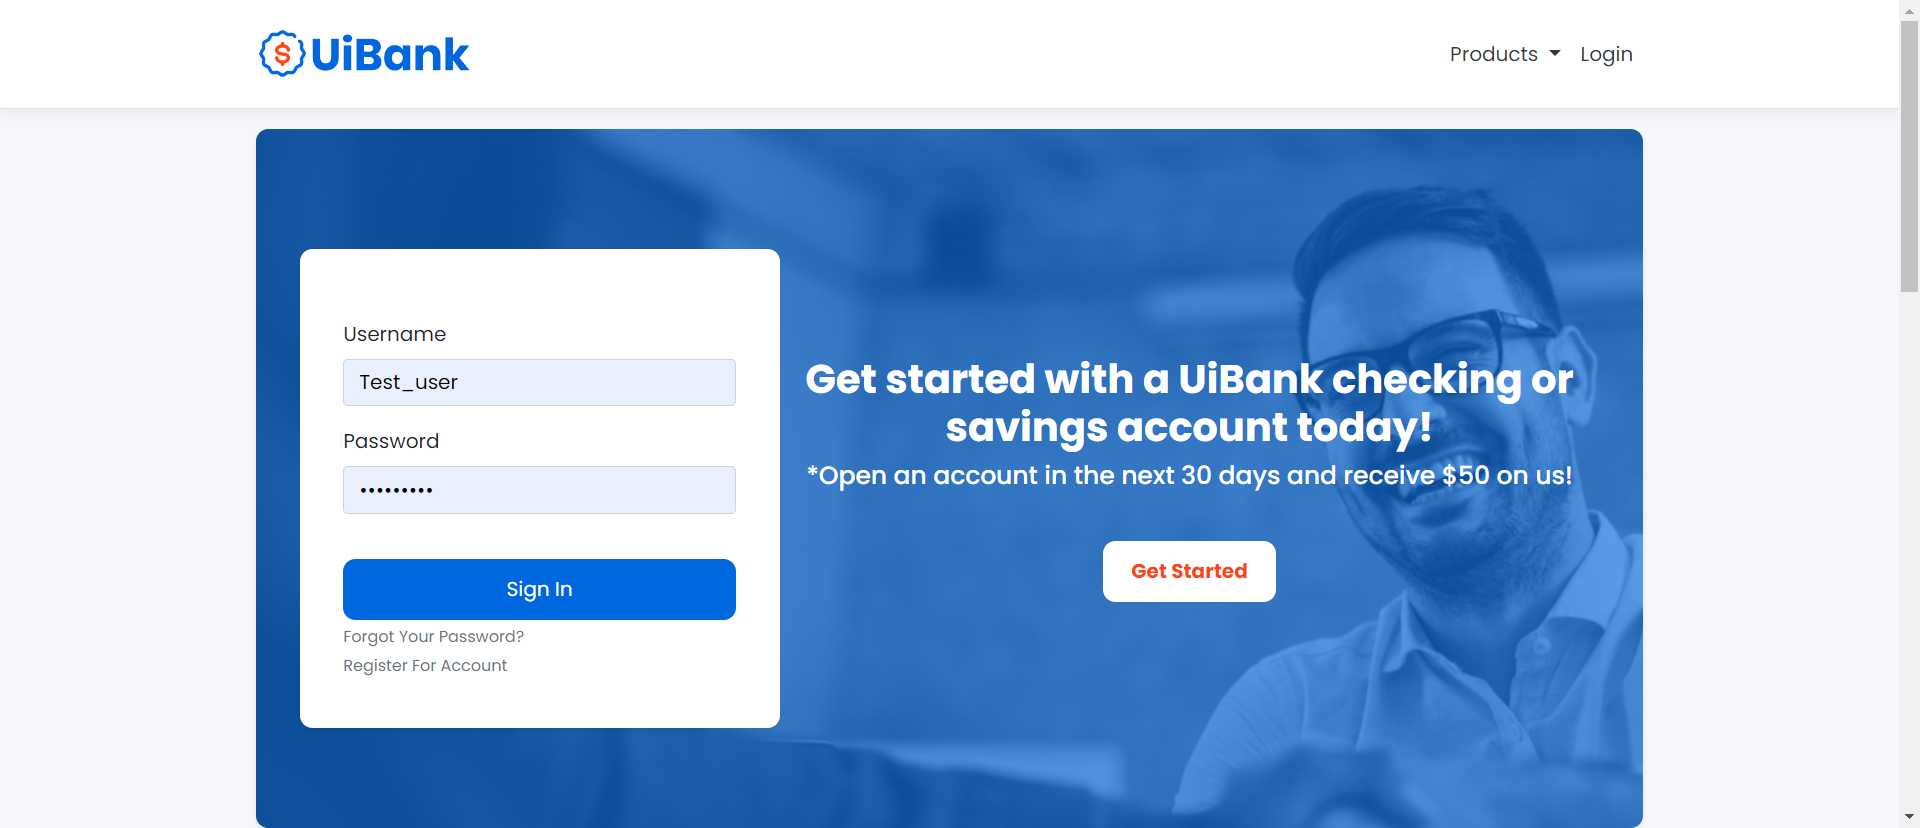 UiBank
Products
Login
Username
Test_user
Password
•••••••••
Sign In
Forgot Your Password?
Register For Account
Get started with a UiBank checking or
savings account today!
*Open an account in the next 30 days and receive $50 on us!
Get Started